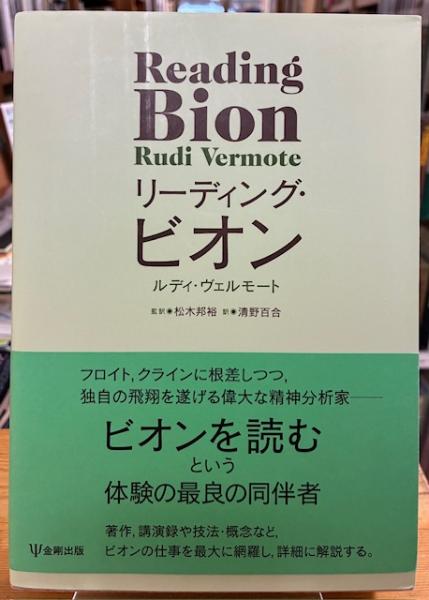 Reading
Bion
Rudi Vermote
リーディング・
ビオン
ルディ・ヴェルモート
監訳◉松木邦裕 訳◉清野百合
フロイト,クラインに根差しつつ,
独自の飛翔を遂げる偉大な精神分析家――
ビオンを読む
という
体験の最良の同伴者
著作,講演録や技法・概念など,
ビオンの仕事を最大に網羅し,詳細に解説する。
Ψ金剛出版